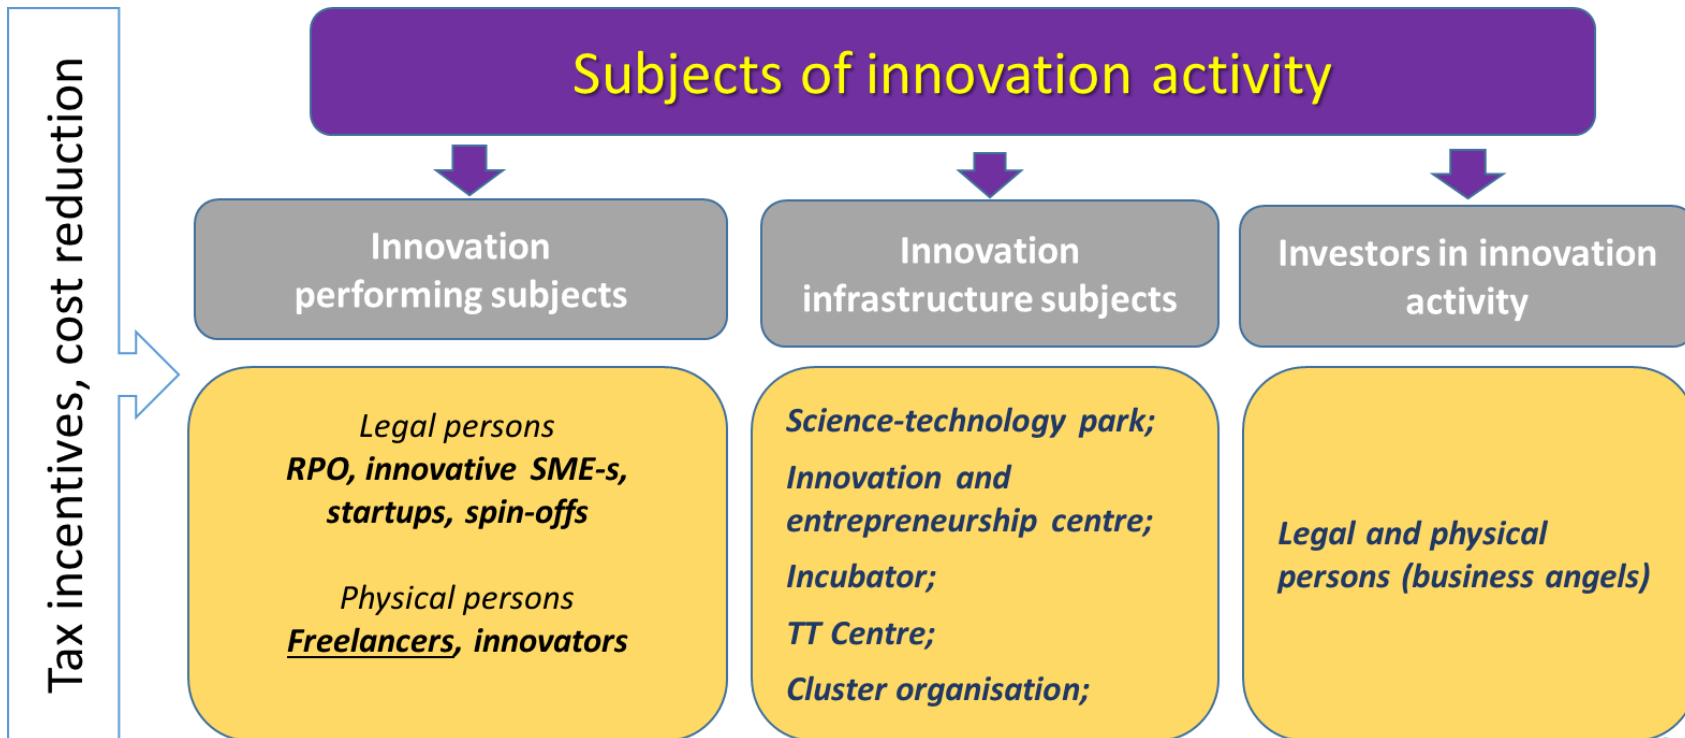 Tax incentives, cost reduction
Subjects of innovation activity
Innovation
performing subjects
Legal persons
RPO, innovative SME-s,
startups, spin-offs
Physical persons
Freelancers, innovators
Innovation
infrastructure subjects
Science-technology park;
Innovation and
entrepreneurship centre;
Incubator;
TT Centre;
Cluster organisation;
Investors in innovation
activity
Legal and physical
persons (business angels)